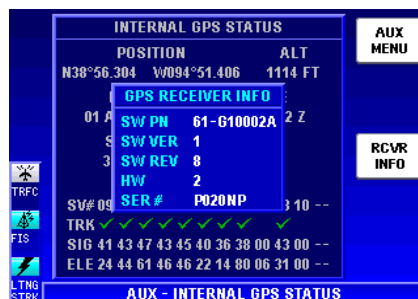 INTERNAL GPS STATUS
POSITION ALT
N38°56.304 W094°51.406 1114 FT
GPS RECEIVER INFO
01 A 2 Z
SW PN 61-G10002A
SW VER 1
SW REV 8
HW 2
SER # P020NP
SV# 09 10 --
TRK
SIG 41 43 47 43 45 40 36 38 00 43 00 --
ELE 24 44 61 46 46 22 14 80 06 31 00 --
AUX - INTERNAL GPS STATUS
AUX
MENU
RCVR
INFO
TRFC
FIS
LTNG
STRK